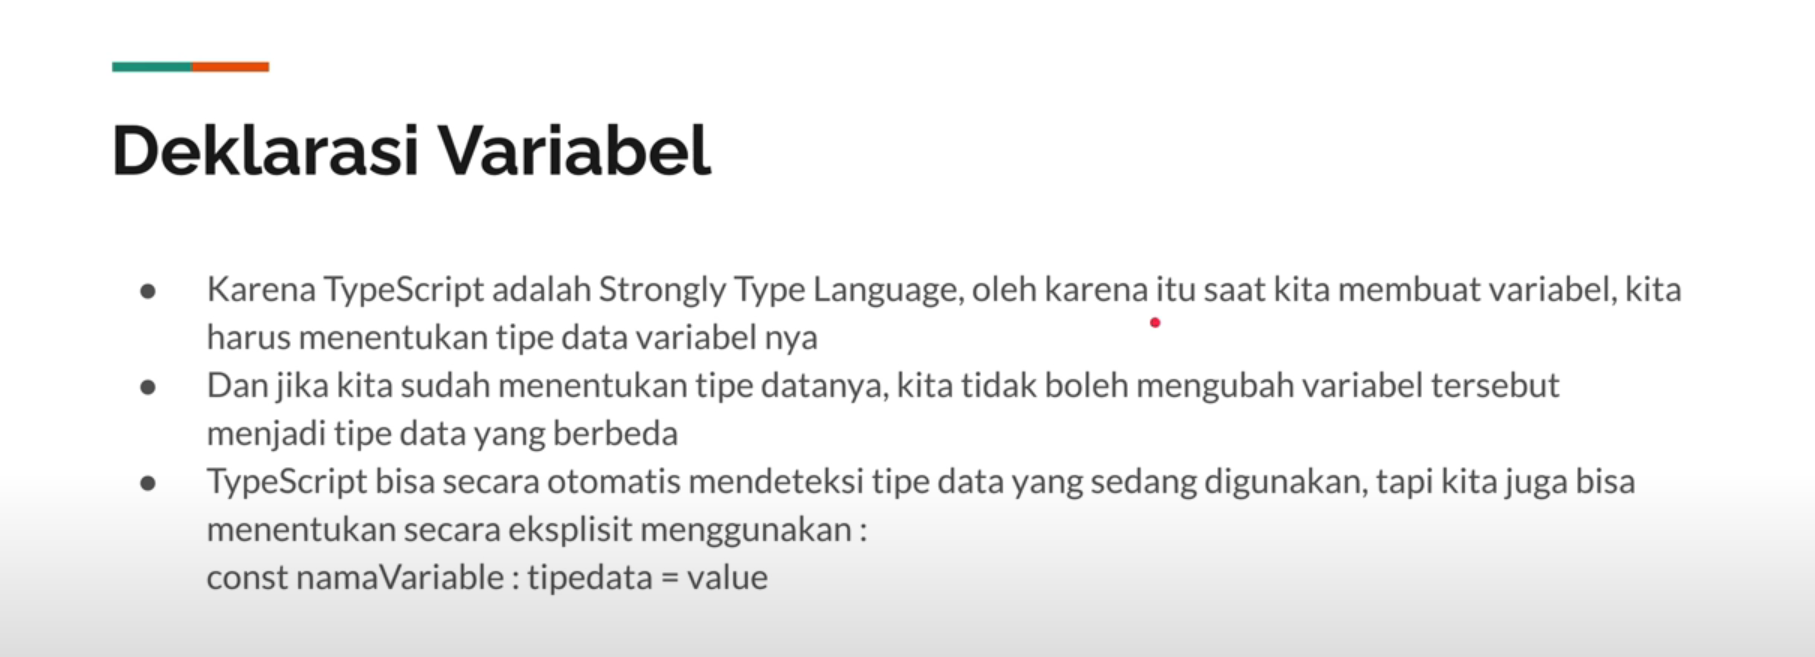 Deklarasi Variabel
● Karena TypeScript adalah Strongly Type Language, oleh karena itu saat kita membuat variabel, kita
harus menentukan tipe data variabel nya
● Dan jika kita sudah menentukan tipe datanya, kita tidak boleh mengubah variabel tersebut
menjadi tipe data yang berbeda
● TypeScript bisa secara otomatis mendeteksi tipe data yang sedang digunakan, tapi kita juga bisa
menentukan secara eksplisit menggunakan :
const namaVariable : tipedata = value